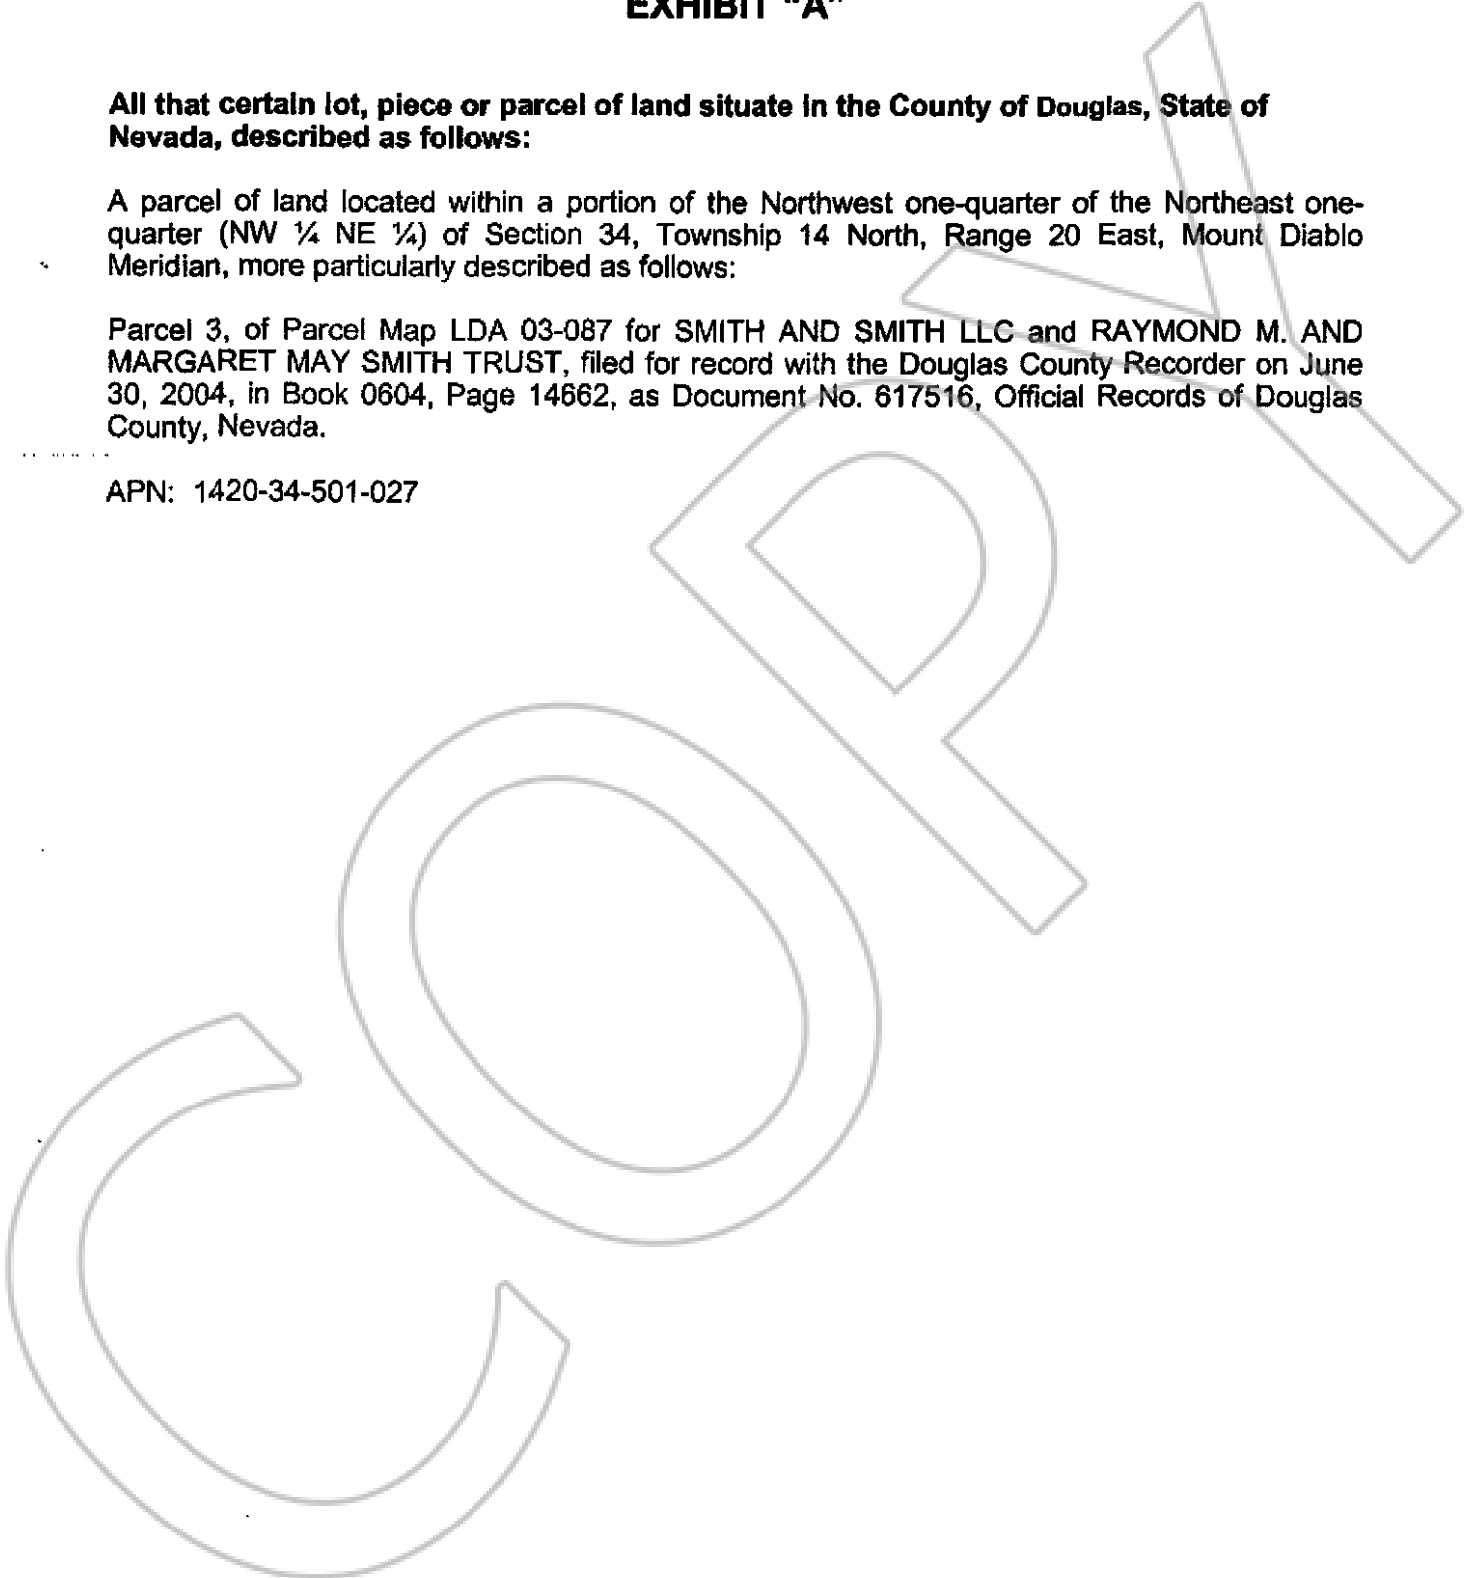 EXHIBIT "A"
All that certain lot, piece or parcel of land situate in the County of Douglas, State of
Nevada, described as follows:
A parcel of land located within a portion of the Northwest one-quarter of the Northeast one-
quarter (NW ¼ NE ¼) of Section 34, Township 14 North, Range 20 East, Mount Diablo
Meridian, more particularly described as follows:
Parcel 3, of Parcel Map LDA 03-087 for SMITH AND SMITH LLC and RAYMOND M. AND
MARGARET MAY SMITH TRUST, filed for record with the Douglas County Recorder on June
30, 2004, in Book 0604, Page 14662, as Document No. 617516, Official Records of Douglas
County, Nevada.
APN: 1420-34-501-027
COPY